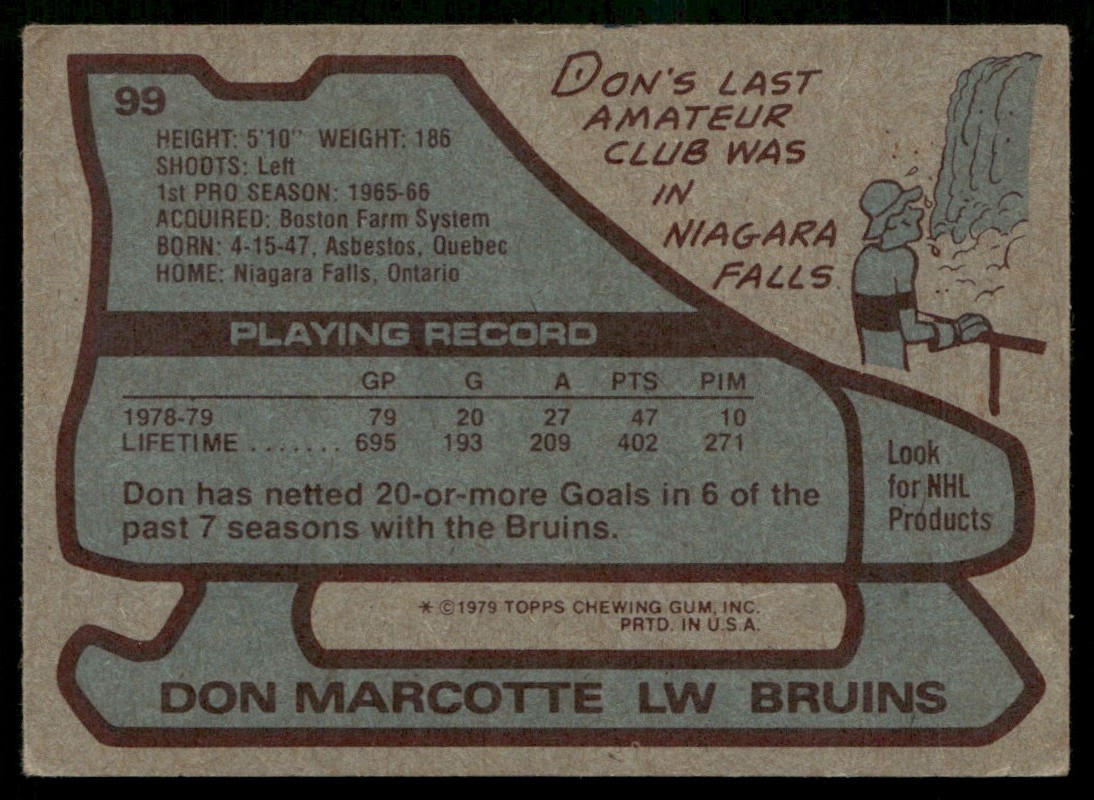 99
HEIGHT: 5'10" WEIGHT: 186
SHOOTS: Left
1st PRO SEASON: 1965-66
ACQUIRED: Boston Farm System
BORN: 4-15-47, Asbestos, Quebec
HOME: Niagara Falls, Ontario
DON'S LAST
AMATEUR
CLUB WAS
IN
NIAGARA
FALLS
PLAYING RECORD
GP G A PTS PIM
1978-79 79 20 27 47 10
LIFETIME ....... 695 193 209 402 271
Don has netted 20-or-more Goals in 6 of the
past 7 seasons with the Bruins.
Look
for NHL
Products
* ©1979 TOPPS CHEWING GUM, INC.
PRTD. IN U.S.A.
DON MARCOTTE LW BRUINS